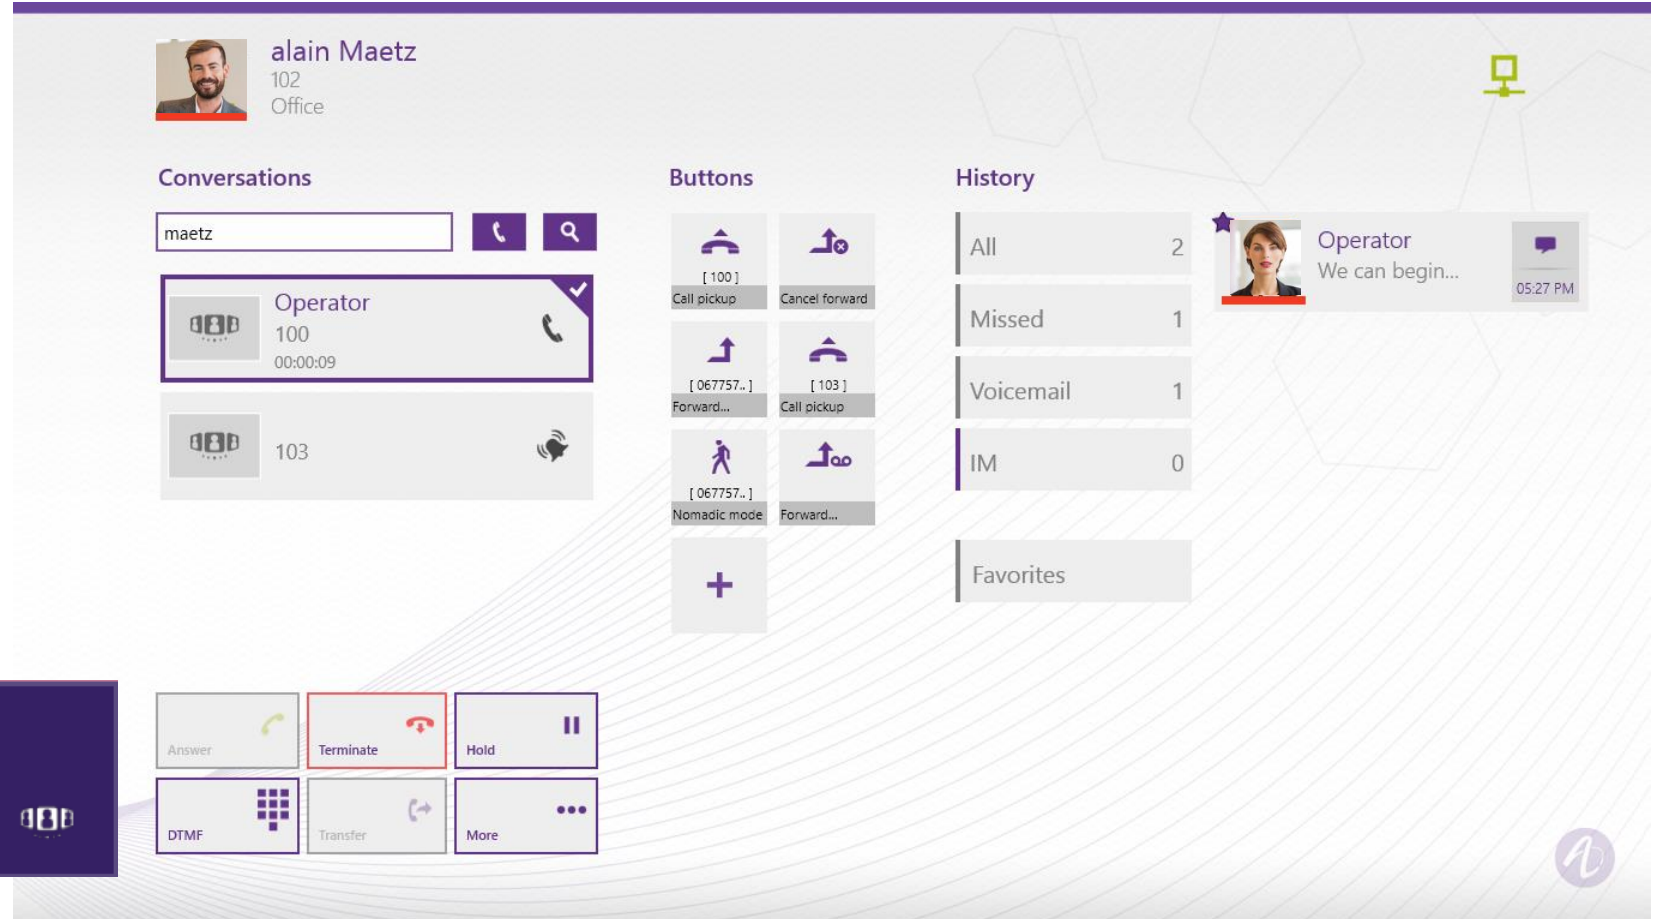 alain Maetz
102
Office
Conversations
maetz
Operator
100
00:00:09
103
Buttons
[ 100 ]
Call pickup
Cancel forward
[ 067757.. ]
Forward...
[ 103 ]
Call pickup
[ 067757.. ]
Nomadic mode
Forward...
History
All 2
Missed 1
Voicemail 1
IM 0
Favorites
Operator
We can begin...
05:27 PM
Answer
Terminate
Hold
DTMF
Transfer
More